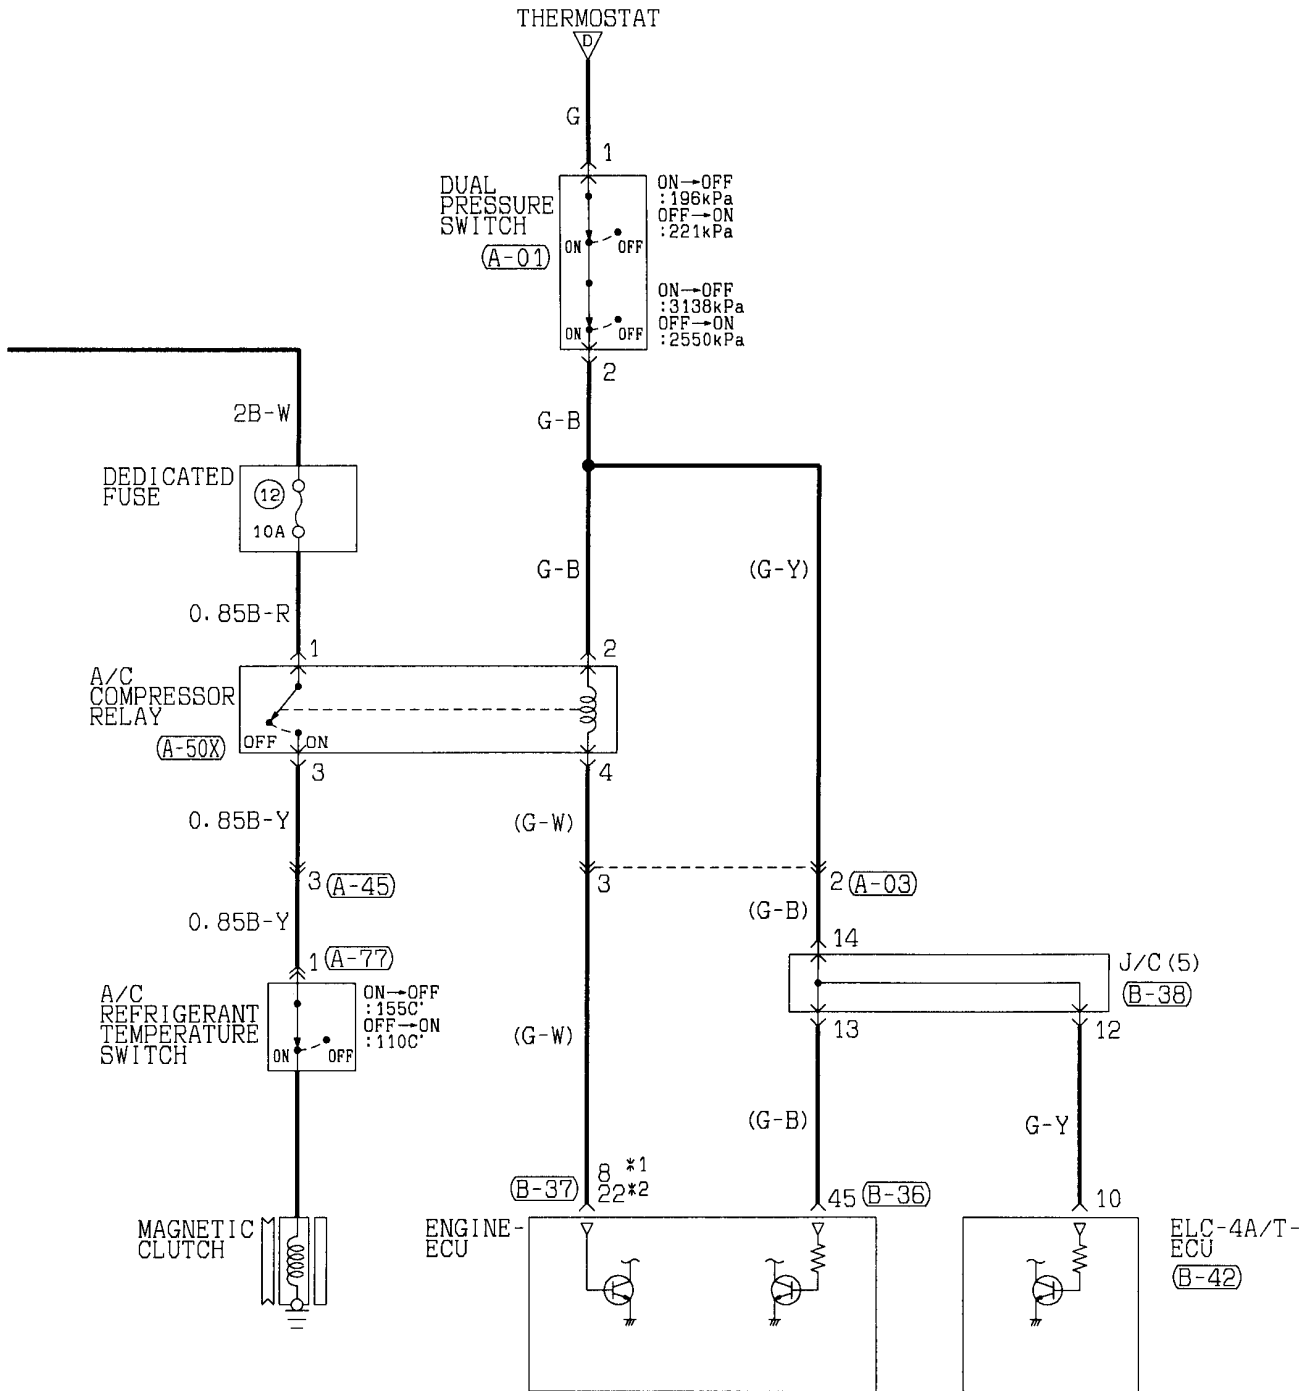 THERMOSTAT
D
G
1
DUAL
PRESSURE
SWITCH
A-01
ON→OFF
:196kPa
OFF→ON
:221kPa
ON OFF
ON→OFF
:3138kPa
OFF→ON
:2550kPa
ON OFF
2
2B-W
G-B
DEDICATED
FUSE
12
10A
G-B
(G-Y)
0.85B-R
1
2
A/C
COMPRESSOR
RELAY
A-50X
OFF ON
3
4
0.85B-Y
(G-W)
3 A-45
3
2 A-03
0.85B-Y
(G-B)
14
1 A-77
J/C(5)
B-38
A/C
REFRIGERANT
TEMPERATURE
SWITCH
ON→OFF
:155C°
OFF→ON
:110C°
ON OFF
(G-W)
13
12
(G-B)
G-Y
B-37
8 *1
22*2
45 B-36
10
MAGNETIC
CLUTCH
ENGINE-
ECU
ELC-4A/T-
ECU
B-42